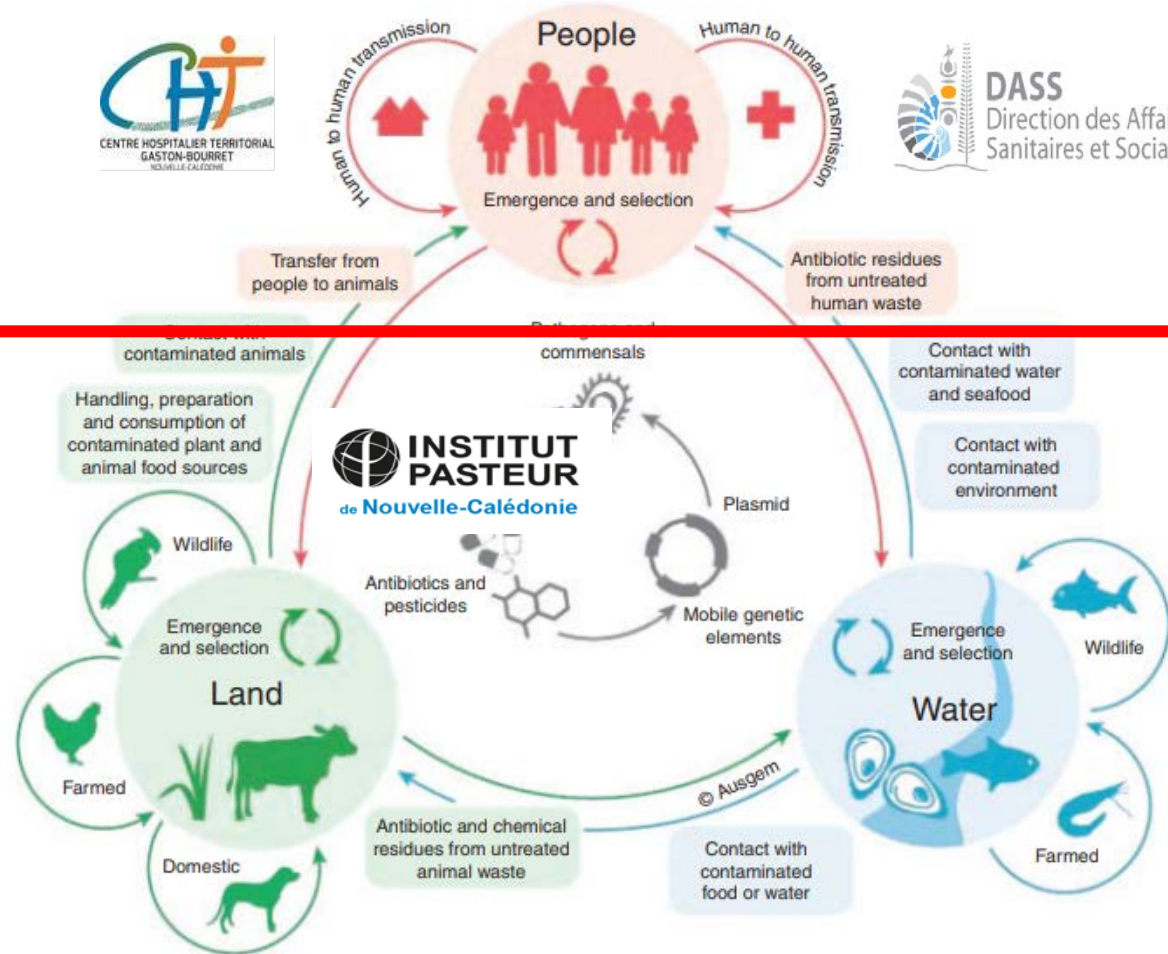 CHT
CENTRE HOSPITALIER TERRITORIAL
GASTON-BOURRET
NOUVELLE-CALÉDONIE
Human to human transmission
People
Human to human transmission
DASS
Direction des Affa
Sanitaires et Socia
Emergence and selection
Transfer from
people to animals
Antibiotic residues
from untreated
human waste
contaminated animals
commensals
Contact with
contaminated water
and seafood
Handling, preparation
and consumption of
contaminated plant and
animal food sources
INSTITUT
PASTEUR
de Nouvelle-Calédonie
Contact with
contaminated
environment
Plasmid
Wildlife
Antibiotics and
pesticides
Mobile genetic
elements
Emergence
and selection
Land
Emergence
and selection
Water
Wildlife
Farmed
© Ausgem
Antibiotic and chemical
residues from untreated
animal waste
Contact with
contaminated
food or water
Farmed
Domestic